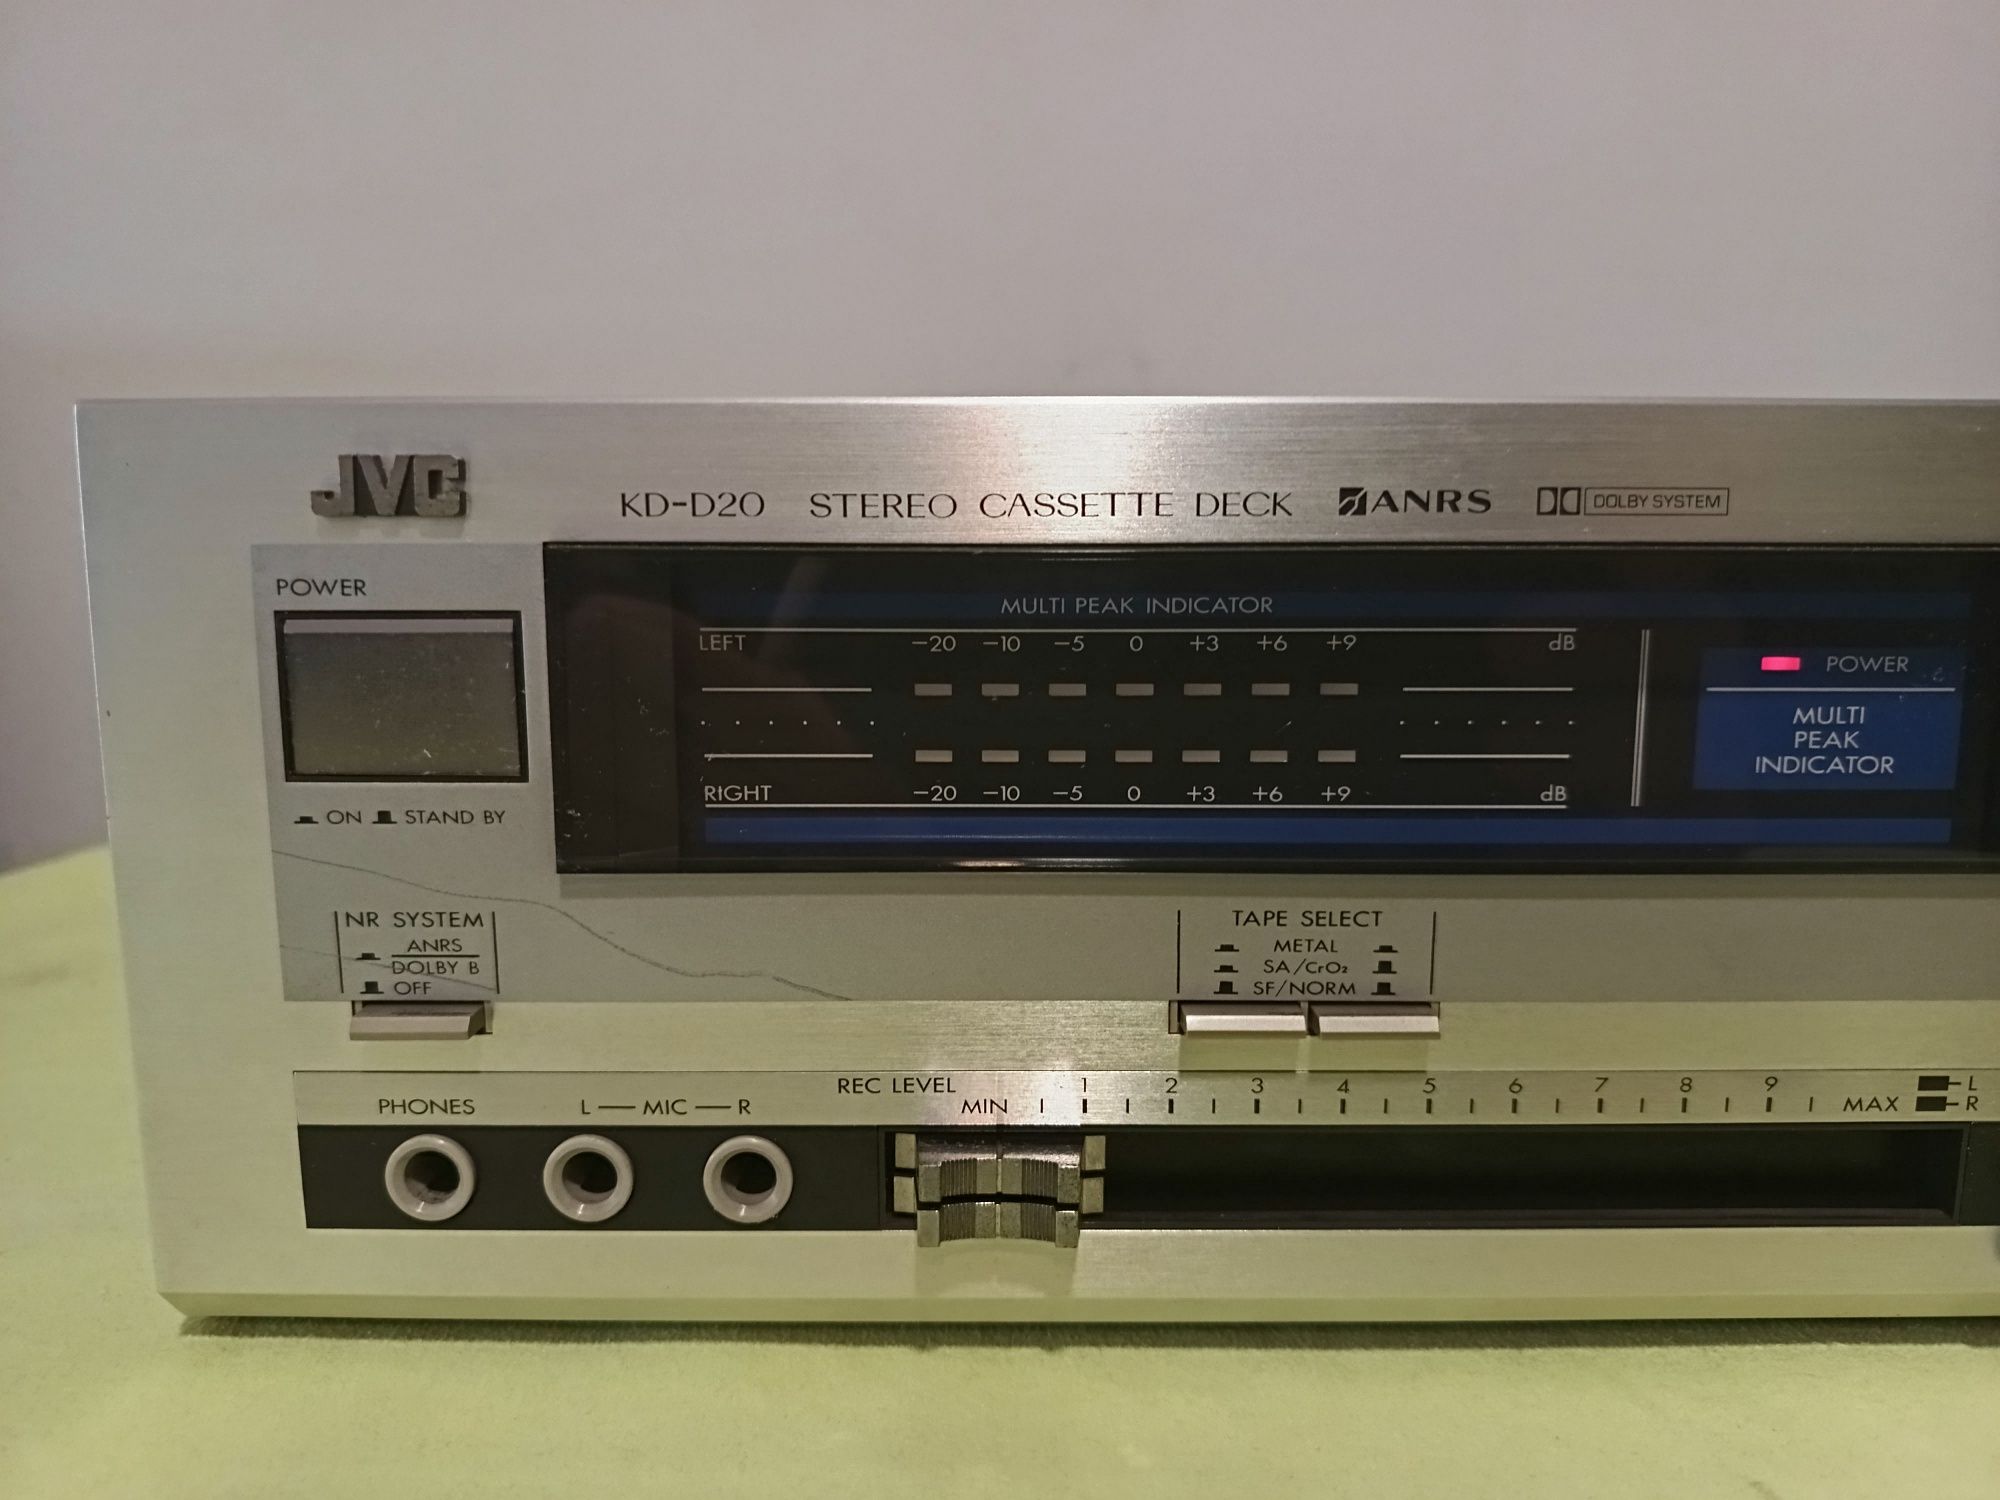 JVC
KD-D20 STEREO CASSETTE DECK ANRS DOLBY SYSTEM
POWER
ON STAND BY
MULTI PEAK INDICATOR
LEFT −20 −10 −5 0 +3 +6 +9 dB
RIGHT −20 −10 −5 0 +3 +6 +9 dB
POWER
MULTI
PEAK
INDICATOR
NR SYSTEM
ANRS
DOLBY B
OFF
TAPE SELECT
METAL
SA/CrO₂
SF/NORM
PHONES
L — MIC — R
REC LEVEL
MIN 1 2 3 4 5 6 7 8 9 MAX
L
R